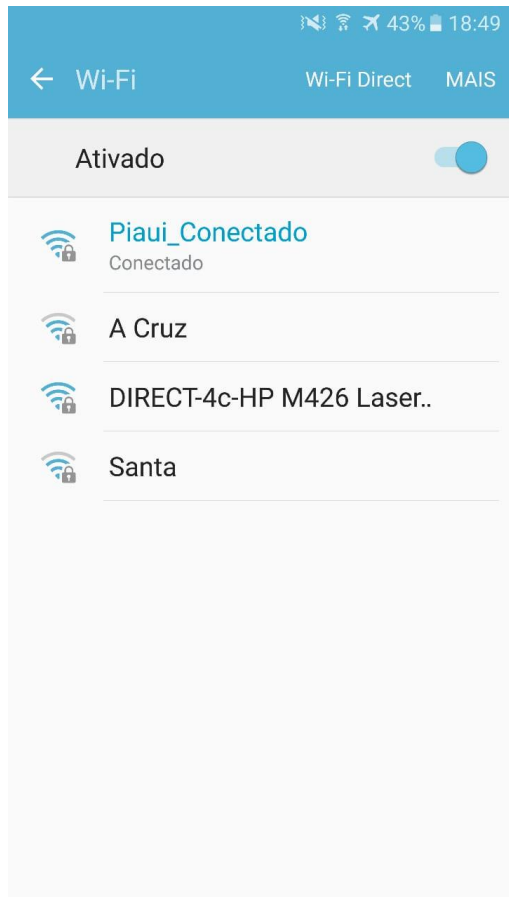 43% 18:49
Wi-Fi Wi-Fi Direct MAIS
Ativado
Piaui_Conectado
Conectado
A Cruz
DIRECT-4c-HP M426 Laser..
Santa